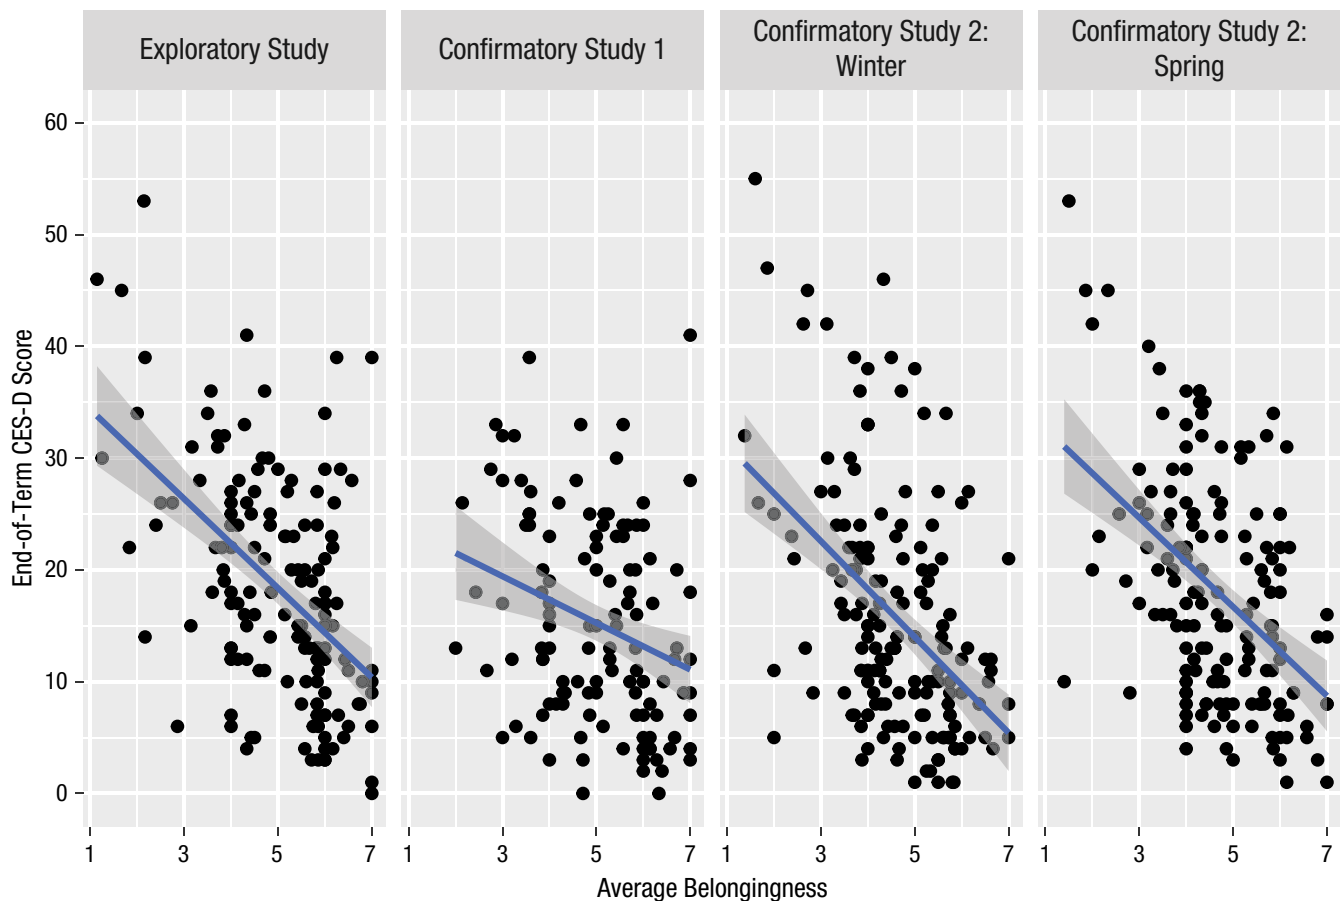 Exploratory Study
Confirmatory Study 1
Confirmatory Study 2:
Winter
Confirmatory Study 2:
Spring
60
50
40
30
20
10
0
End-of-Term CES-D Score
1 3 5 7
1 3 5 7
1 3 5 7
1 3 5 7
Average Belongingness